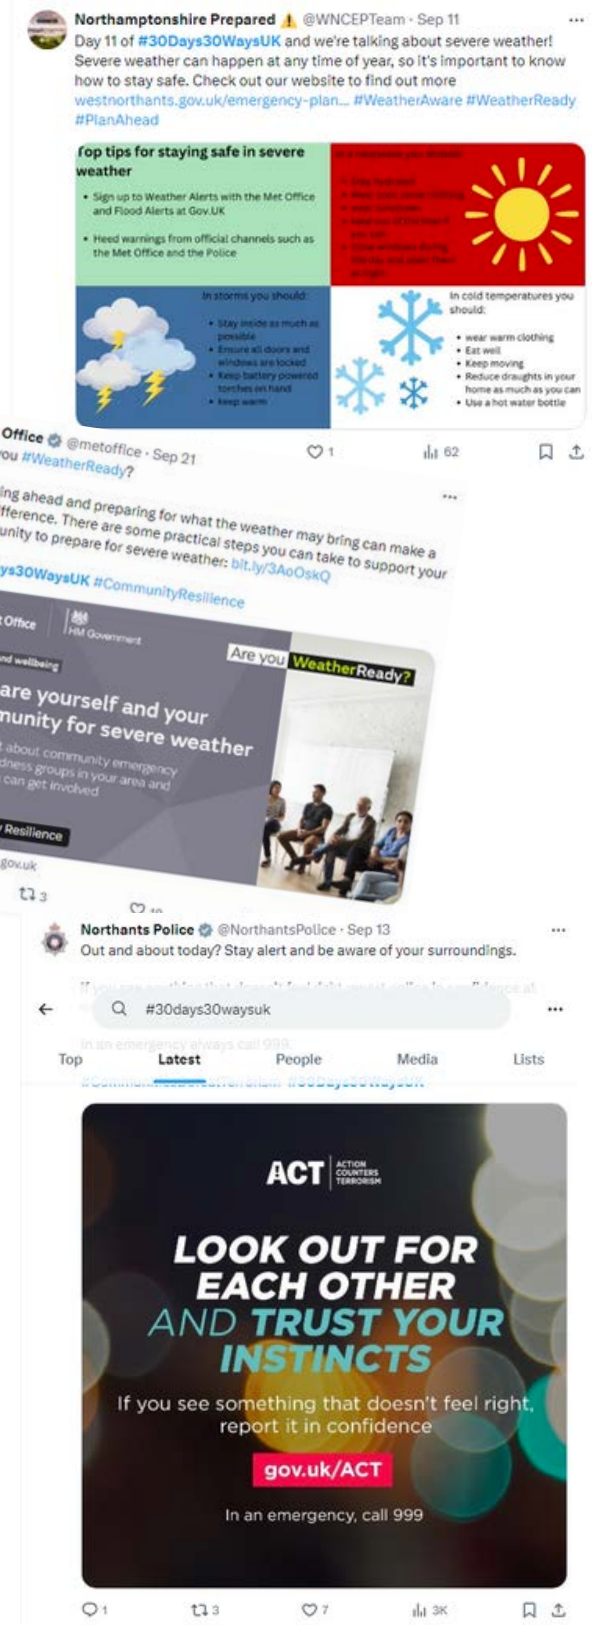 Northamptonshire Prepared ⚠ @WNCEPTeam · Sep 11
Day 11 of #30Days30WaysUK and we're talking about severe weather!
Severe weather can happen at any time of year, so it's important to know
how to stay safe. Check out our website to find out more
westnorthants.gov.uk/emergency-plan... #WeatherAware #WeatherReady
#PlanAhead
Top tips for staying safe in severe
weather
• Sign up to Weather Alerts with the Met Office
and Flood Alerts at Gov.UK
• Heed warnings from official channels such as
the Met Office and the Police
In storms you should:
• Stay inside as much as
possible
• Ensure all doors and
windows are locked
• Keep battery powered
torches on hand
• keep warm
In cold temperatures you
should:
• wear warm clothing
• Eat well
• Keep moving
• Reduce draughts in your
home as much as you can
• Use a hot water bottle
1
62
Office @metoffice · Sep 21
ou #WeatherReady?
ing ahead and preparing for what the weather may bring can make a
fference. There are some practical steps you can take to support your
unity to prepare for severe weather: bit.ly/3AoOskQ
ys30WaysUK #CommunityResilience
Office
HM Government
nd wellbeing
Are you WeatherReady?
are yourself and your
munity for severe weather
about community emergency
dness groups in your area and
can get involved
Resilience
gov.uk
3
Northants Police @NorthantsPolice · Sep 13
Out and about today? Stay alert and be aware of your surroundings.
#30days30waysuk
In an emergency always call 999.
Top Latest People Media Lists
ACT ACTION
COUNTERS
TERRORISM
LOOK OUT FOR
EACH OTHER
AND TRUST YOUR
INSTINCTS
If you see something that doesn't feel right,
report it in confidence
gov.uk/ACT
In an emergency, call 999
1
3
7
3K